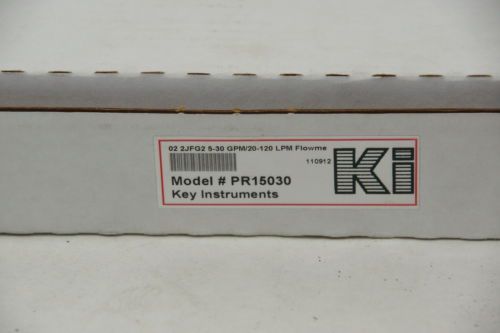 02 2JFG2 5-30 GPM/20-120 LPM Flowme
110912
Ki
Model # PR15030
Key Instruments